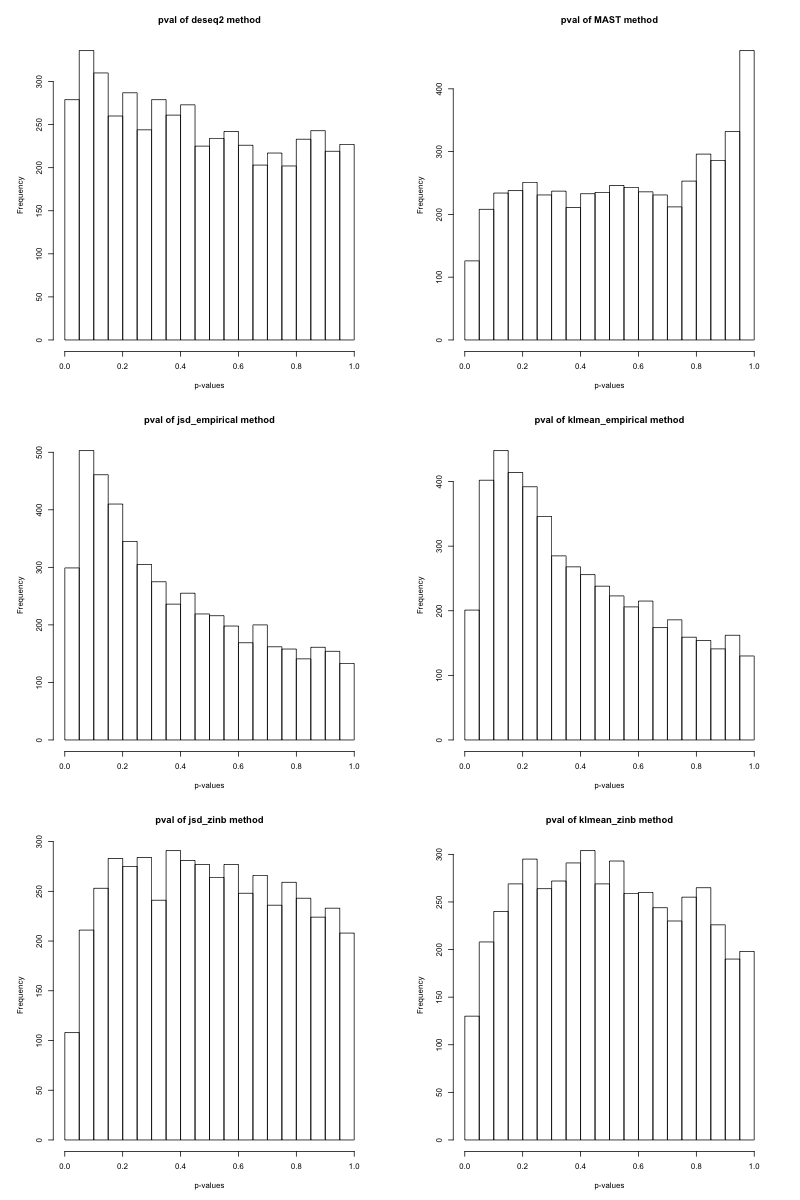 pval of deseq2 method
Frequency
0 50 100 150 200 250 300
0.0 0.2 0.4 0.6 0.8 1.0
p-values
pval of MAST method
Frequency
0 100 200 300 400
0.0 0.2 0.4 0.6 0.8 1.0
p-values
pval of jsd_empirical method
Frequency
0 100 200 300 400 500
0.0 0.2 0.4 0.6 0.8 1.0
p-values
pval of klmean_empirical method
Frequency
0 100 200 300 400
0.0 0.2 0.4 0.6 0.8 1.0
p-values
pval of jsd_zinb method
Frequency
0 50 100 150 200 250 300
0.0 0.2 0.4 0.6 0.8 1.0
p-values
pval of klmean_zinb method
Frequency
0 50 100 150 200 250 300
0.0 0.2 0.4 0.6 0.8 1.0
p-values